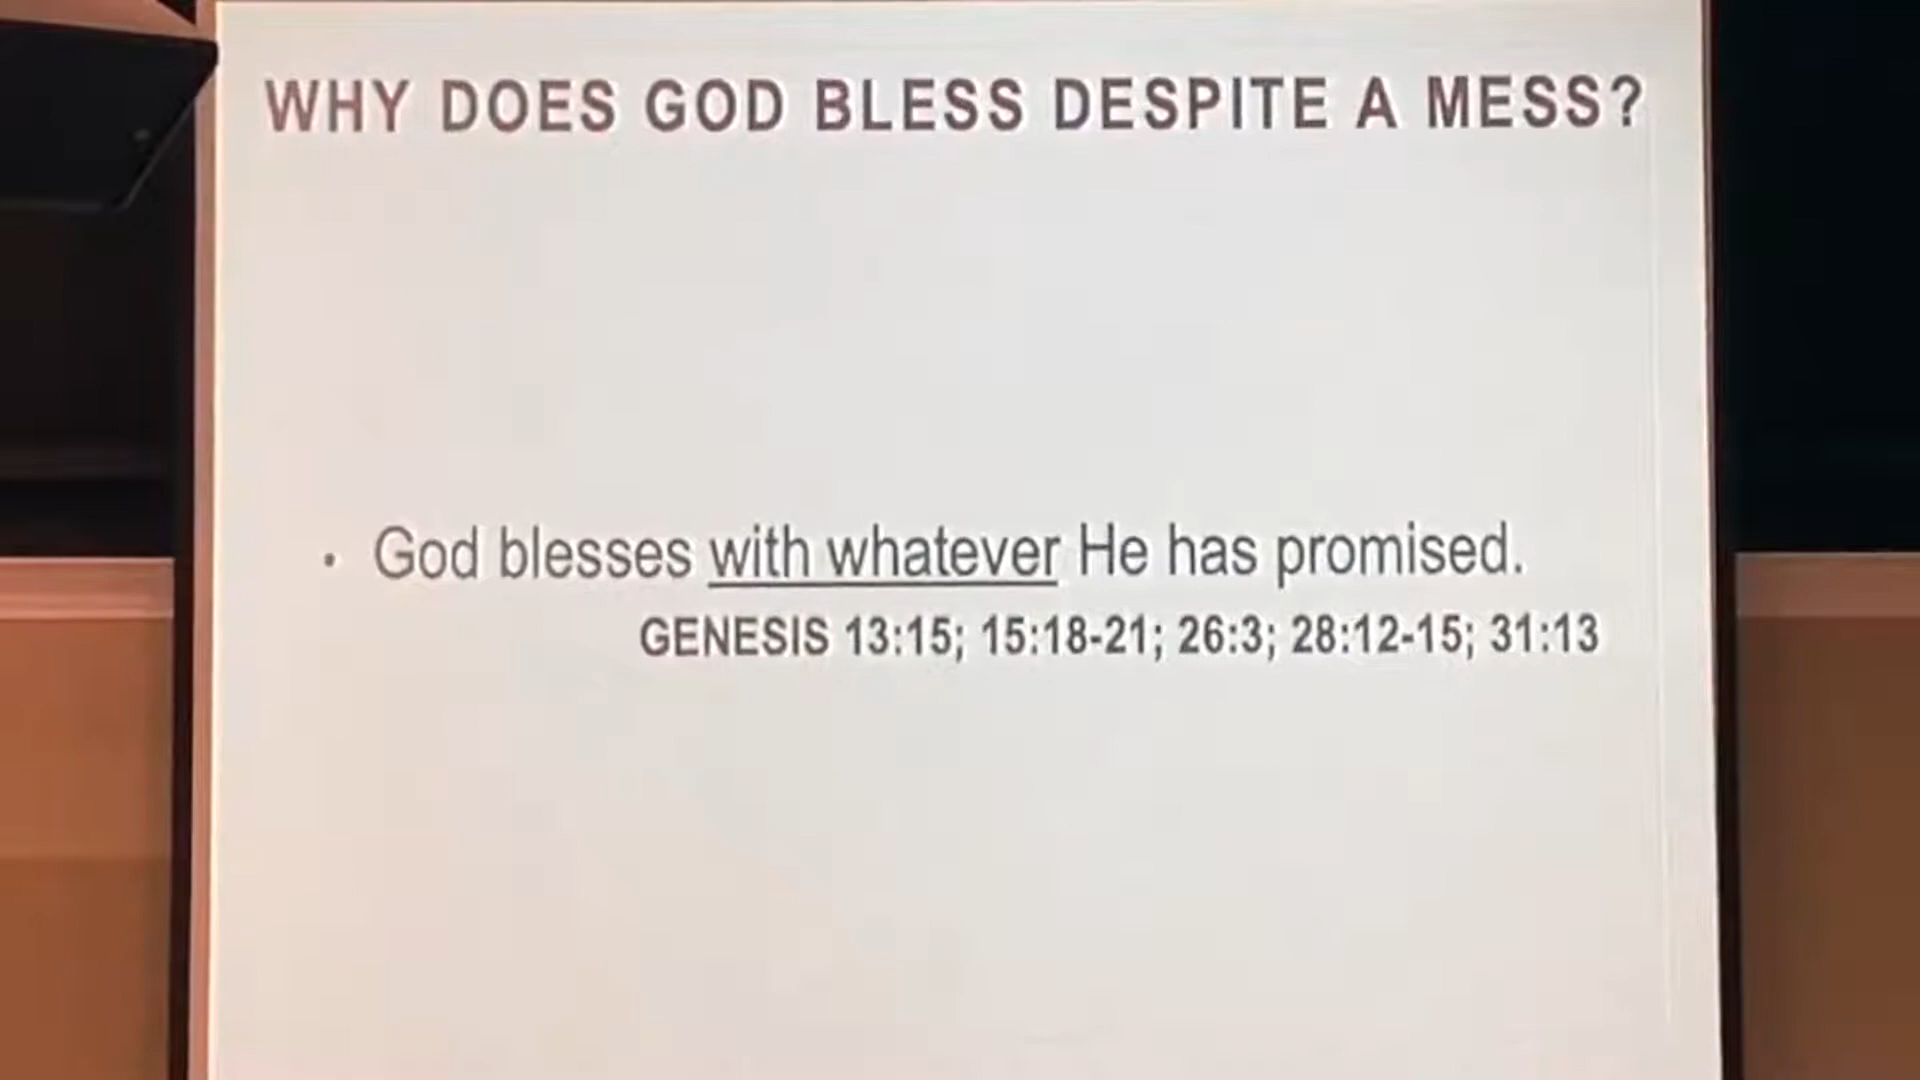 WHY DOES GOD BLESS DESPITE A MESS?
• God blesses with whatever He has promised.
GENESIS 13:15; 15:18-21; 26:3; 28:12-15; 31:13